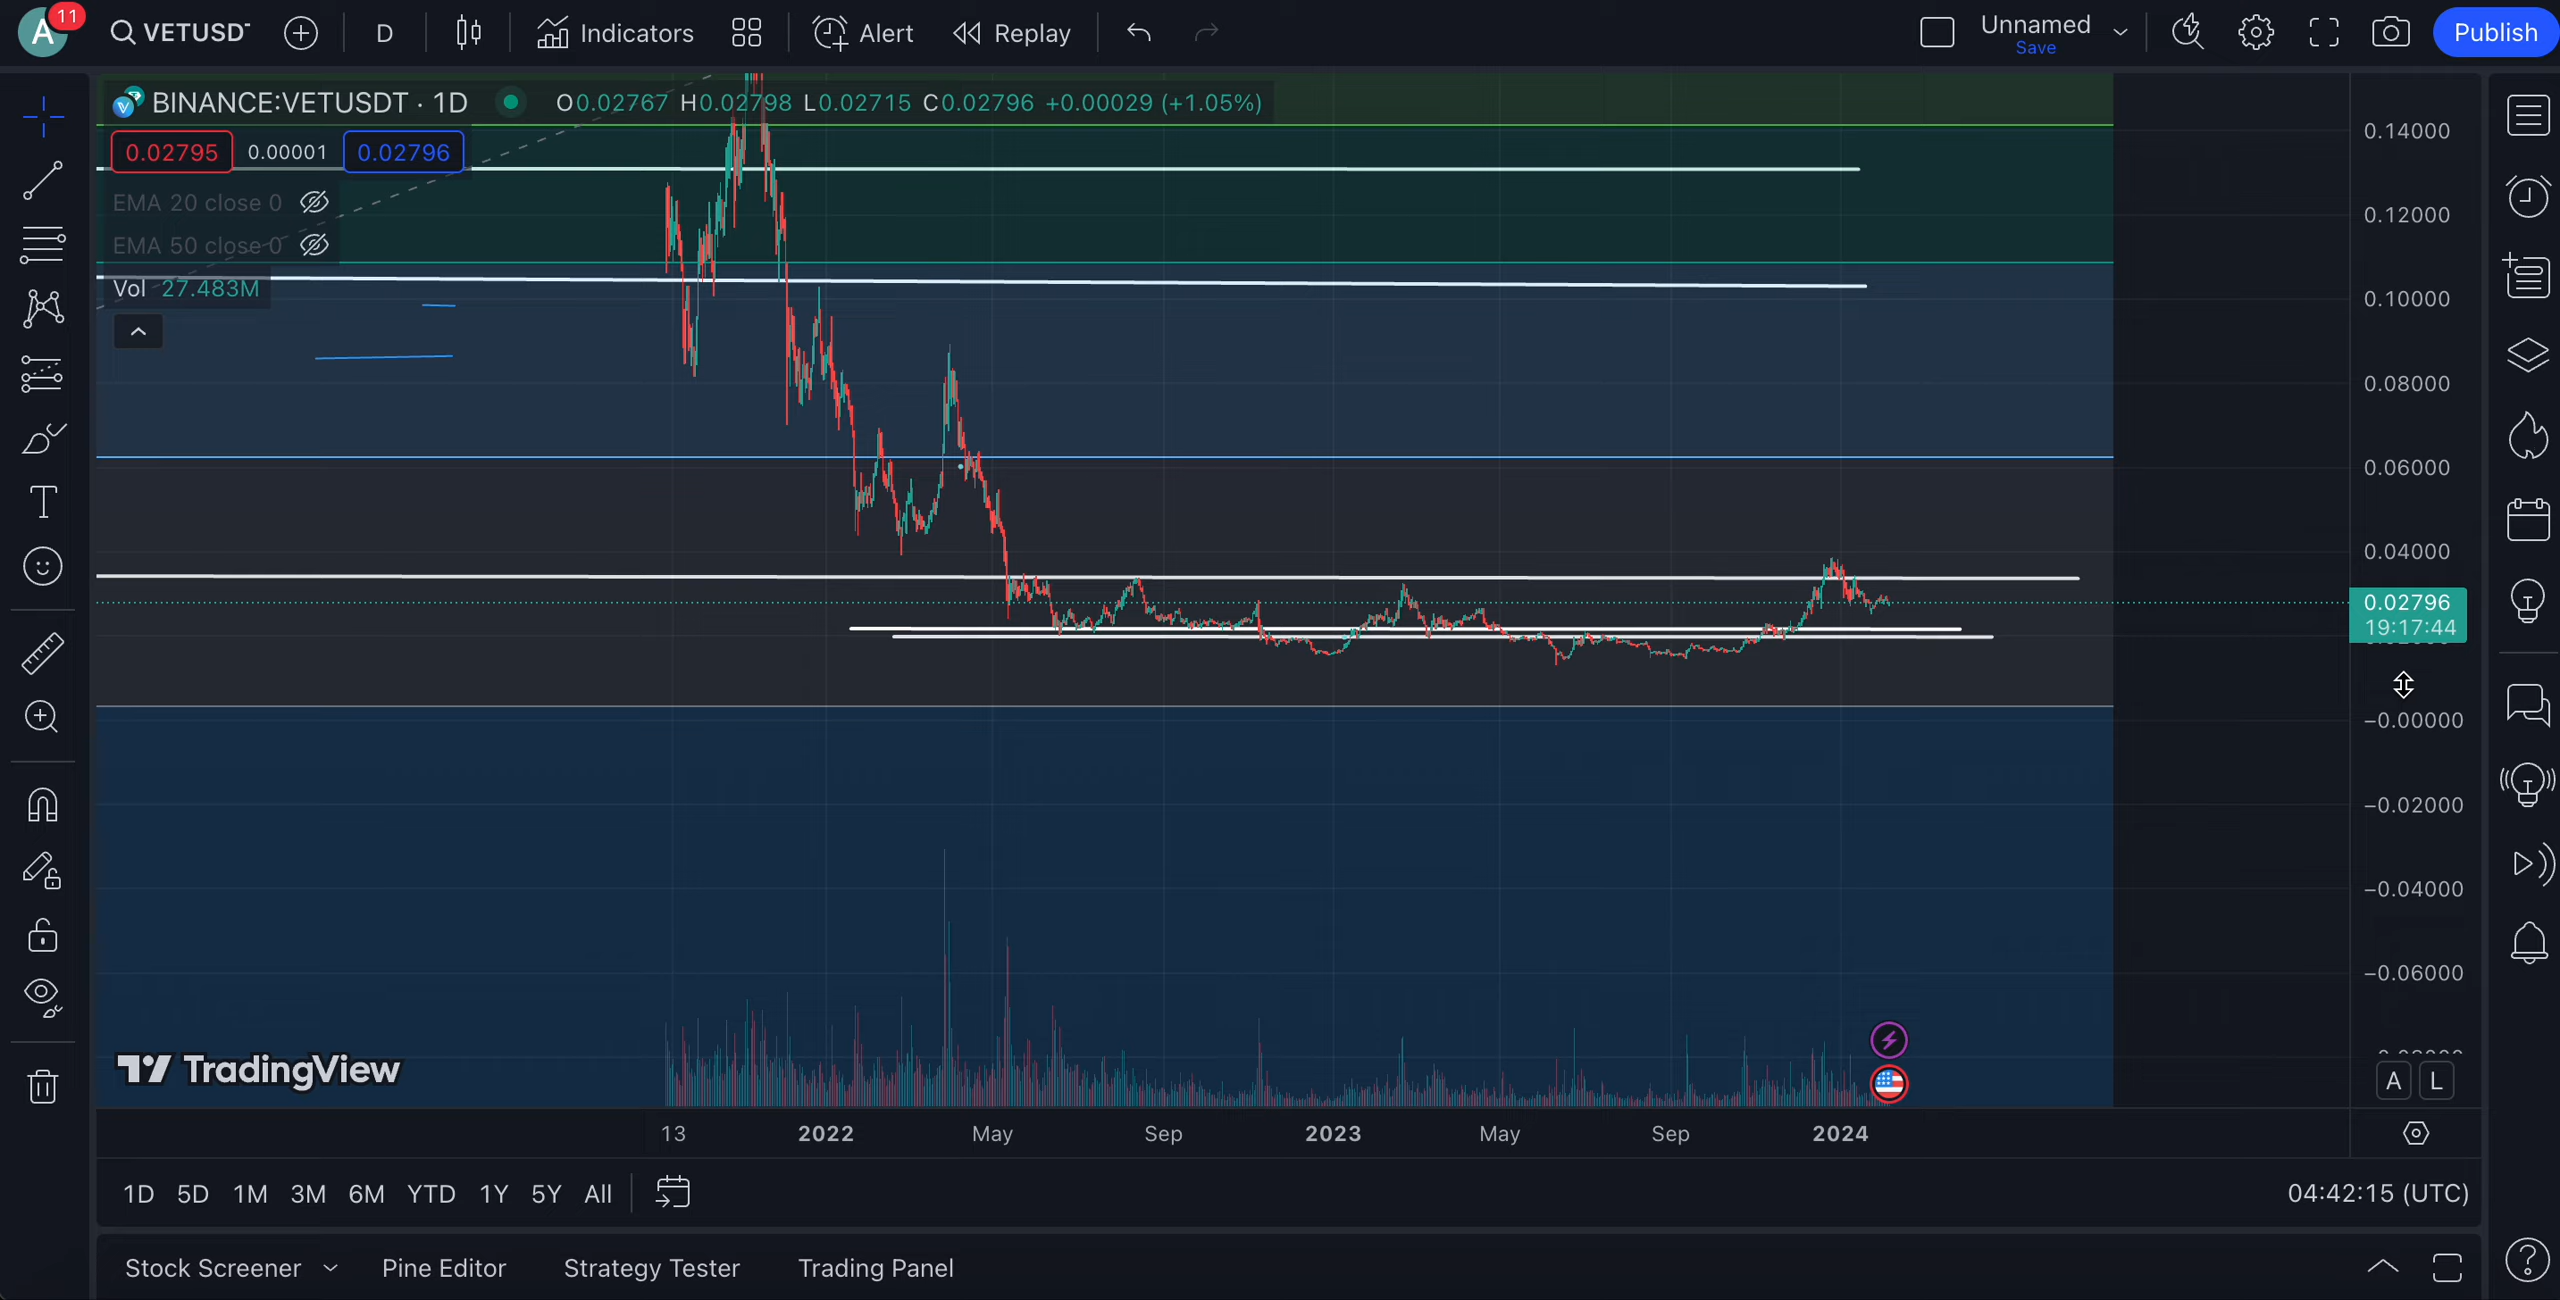 A 11 VETUSDT D Indicators Alert Replay Unnamed Publish
Save
BINANCE:VETUSDT · 1D O0.02767 H0.02798 L0.02715 C0.02796 +0.00029 (+1.05%)
0.02795 0.00001 0.02796
EMA 20 close 0
EMA 50 close 0
Vol 27.483M
0.14000
0.12000
0.10000
0.08000
0.06000
0.04000
0.02796
19:17:44
−0.00000
−0.02000
−0.04000
−0.06000
TradingView
A L
13 2022 May Sep 2023 May Sep 2024
1D 5D 1M 3M 6M YTD 1Y 5Y All 04:42:15 (UTC)
Stock Screener Pine Editor Strategy Tester Trading Panel